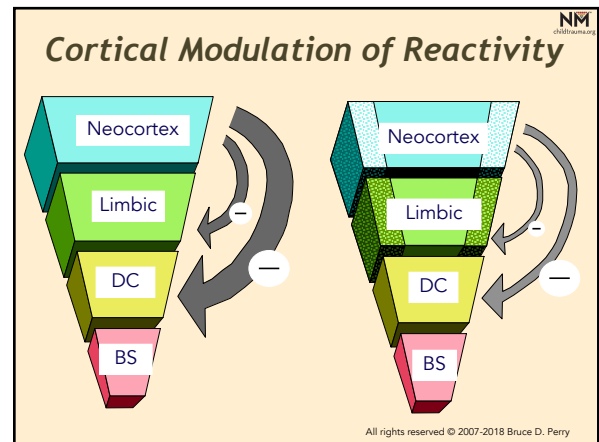 NM
childtrauma.org
Cortical Modulation of Reactivity
Neocortex
Limbic
–
DC
—
BS
Neocortex
Limbic
–
DC
—
BS
All rights reserved © 2007-2018 Bruce D. Perry